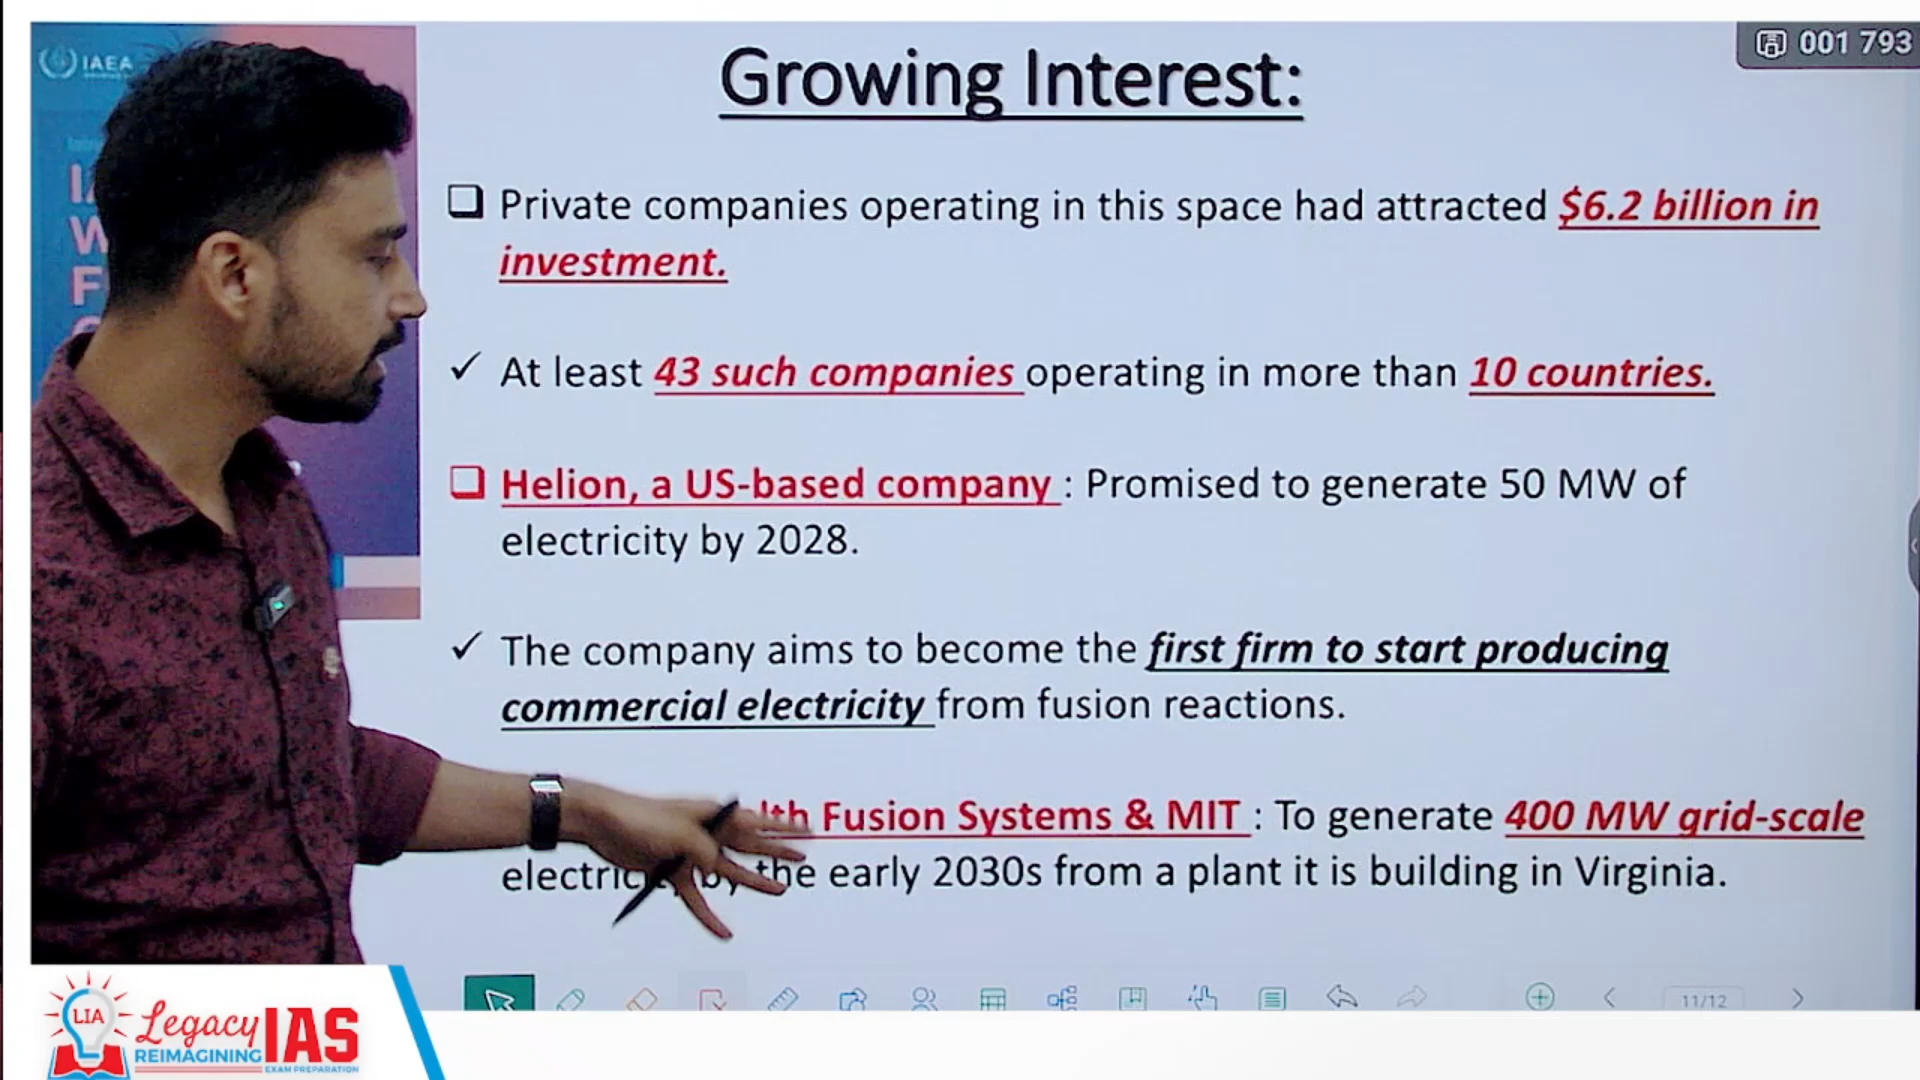 IAEA
001 793
Growing Interest:
Private companies operating in this space had attracted $6.2 billion in
investment.
At least 43 such companies operating in more than 10 countries.
Helion, a US-based company : Promised to generate 50 MW of
electricity by 2028.
The company aims to become the first firm to start producing
commercial electricity from fusion reactions.
lth Fusion Systems & MIT : To generate 400 MW grid-scale
by the early 2030s from a plant it is building in Virginia.
11/12
LIA
Legacy IAS
REIMAGINING
EXAM PREPARATION